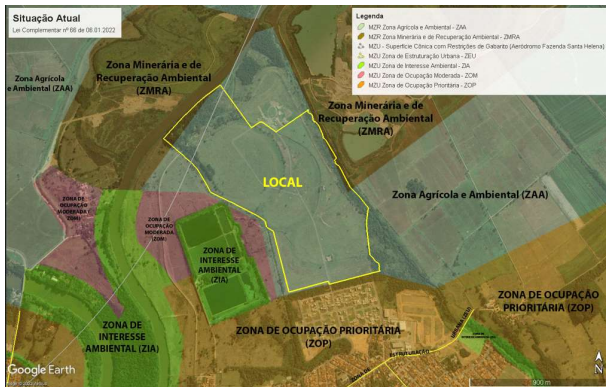 Situação Atual
Lei Complementar nº 68 de 08.01.2022
Legenda
MZR Zona Agrícola e Ambiental - ZAA
MZR Zona Minerária e de Recuperação Ambiental - ZMRA
MZU - Superfície Cônica com Restrições de Gabarito (Aeródromo Fazenda Santa Helena)
MZU Zona de Estruturação Urbana - ZEU
MZU Zona de Interesse Ambiental - ZIA
MZU Zona de Ocupação Moderada - ZOM
MZU Zona de Ocupação Prioritária - ZOP
Zona Minerária e de
Recuperação Ambiental
(ZMRA)
Zona Agrícola
e Ambiental (ZAA)
Zona Minerária e de
Recuperação Ambiental
(ZMRA)
LOCAL
Zona Agrícola e Ambiental (ZAA)
ZONA DE
OCUPAÇÃO
MODERADA
(ZOM)
ZONA DE
OCUPAÇÃO
MODERADA
(ZOM)
ZONA DE
INTERESSE
AMBIENTAL
(ZIA)
ZONA DE
INTERESSE
AMBIENTAL (ZIA)
ZONA DE OCUPAÇÃO PRIORITÁRIA
(ZOP)
ZONA DE OCUPAÇÃO
PRIORITÁRIA (ZOP)
ZONA DE
ESTRUTURAÇÃO
Google Earth
900 m
N